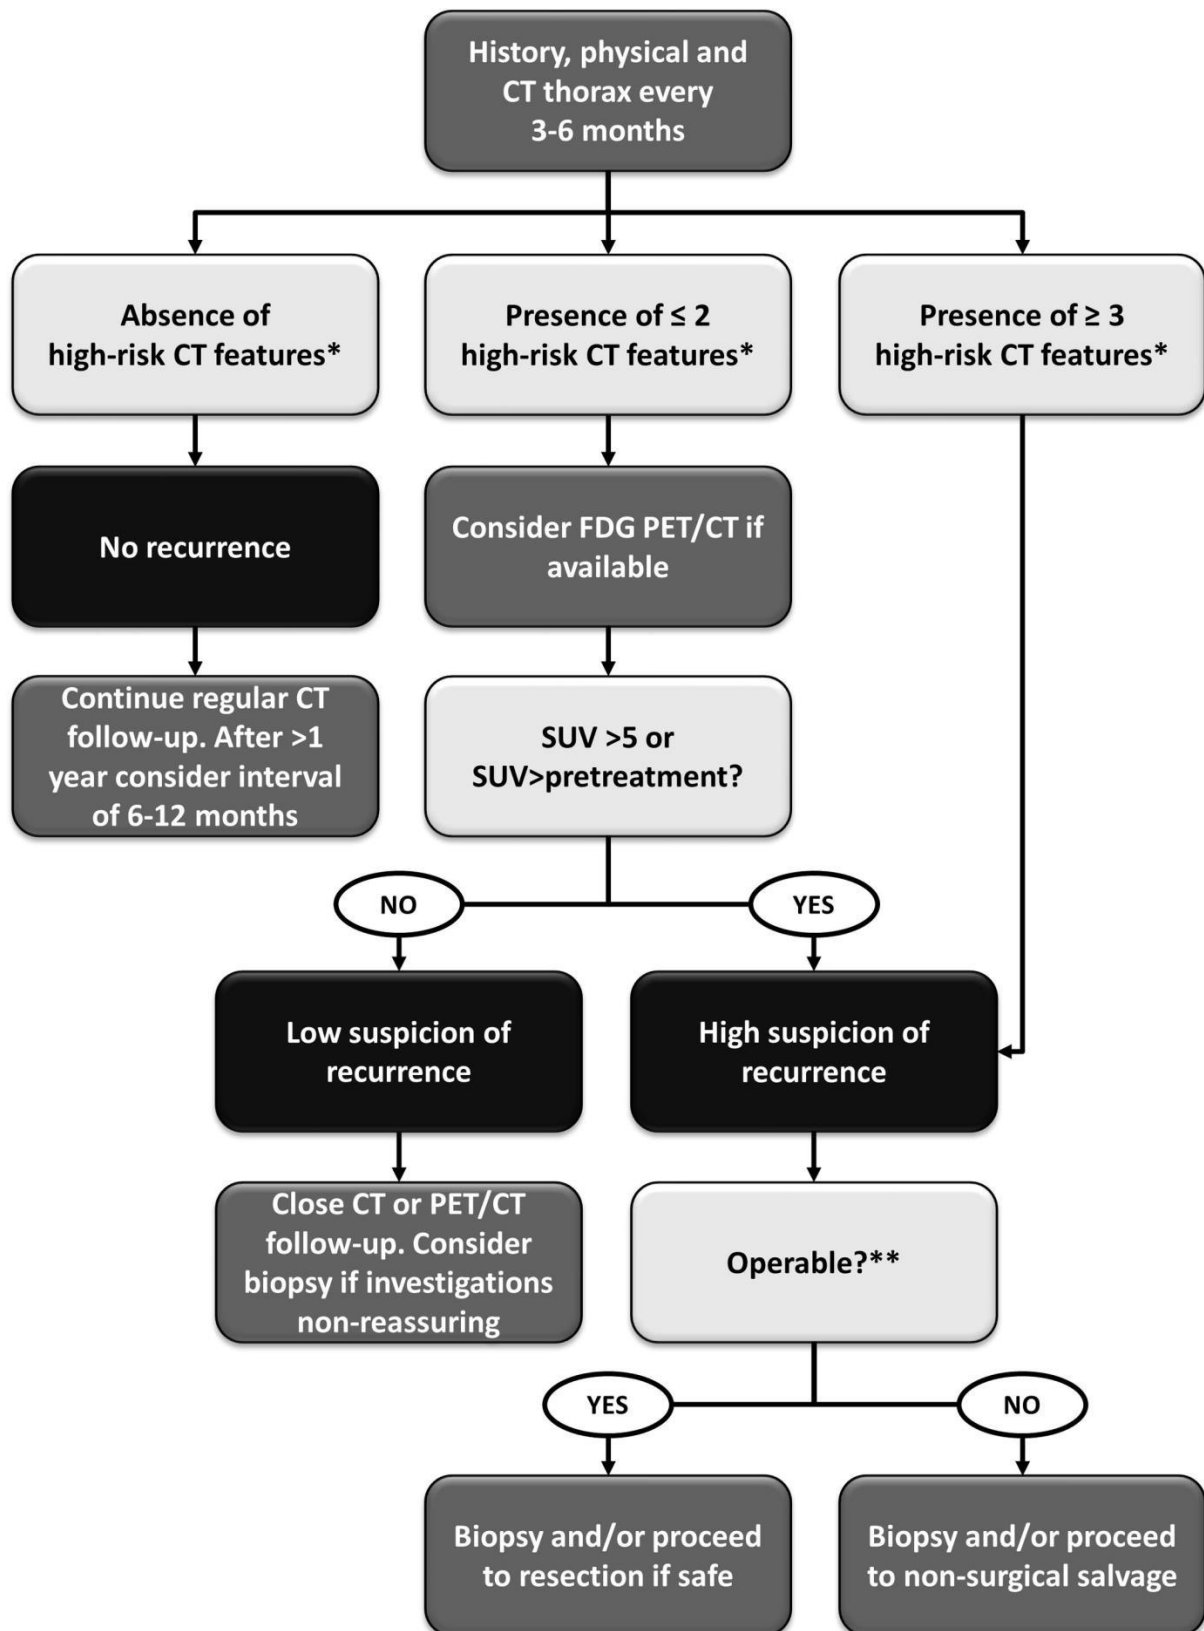 History, physical and
CT thorax every
3-6 months
Absence of
high-risk CT features*
Presence of ≤ 2
high-risk CT features*
Presence of ≥ 3
high-risk CT features*
No recurrence
Consider FDG PET/CT if
available
Continue regular CT
follow-up. After >1
year consider interval
of 6-12 months
SUV >5 or
SUV>pretreatment?
NO
YES
Low suspicion of
recurrence
High suspicion of
recurrence
Close CT or PET/CT
follow-up. Consider
biopsy if investigations
non-reassuring
Operable?**
YES
NO
Biopsy and/or proceed
to resection if safe
Biopsy and/or proceed
to non-surgical salvage